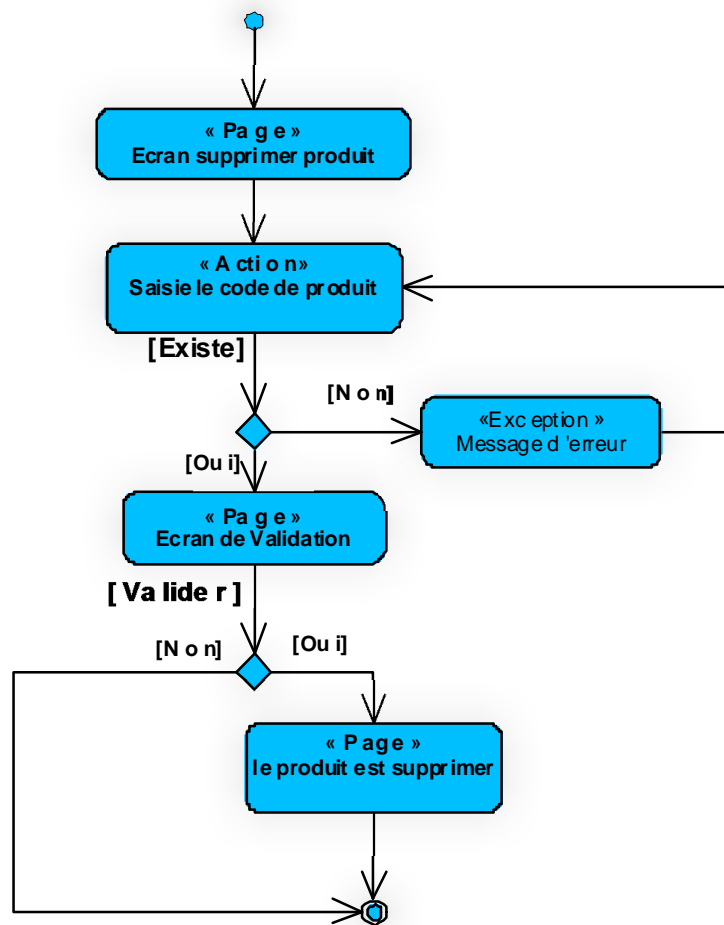 « Page »
Ecran supprimer produit
« Action»
Saisie le code de produit
[Existe]
[Non]
«Exception »
Message d 'erreur
[Oui]
« Page »
Ecran de Validation
[ Valider ]
[Non]
[Oui]
« Page »
le produit est supprimer